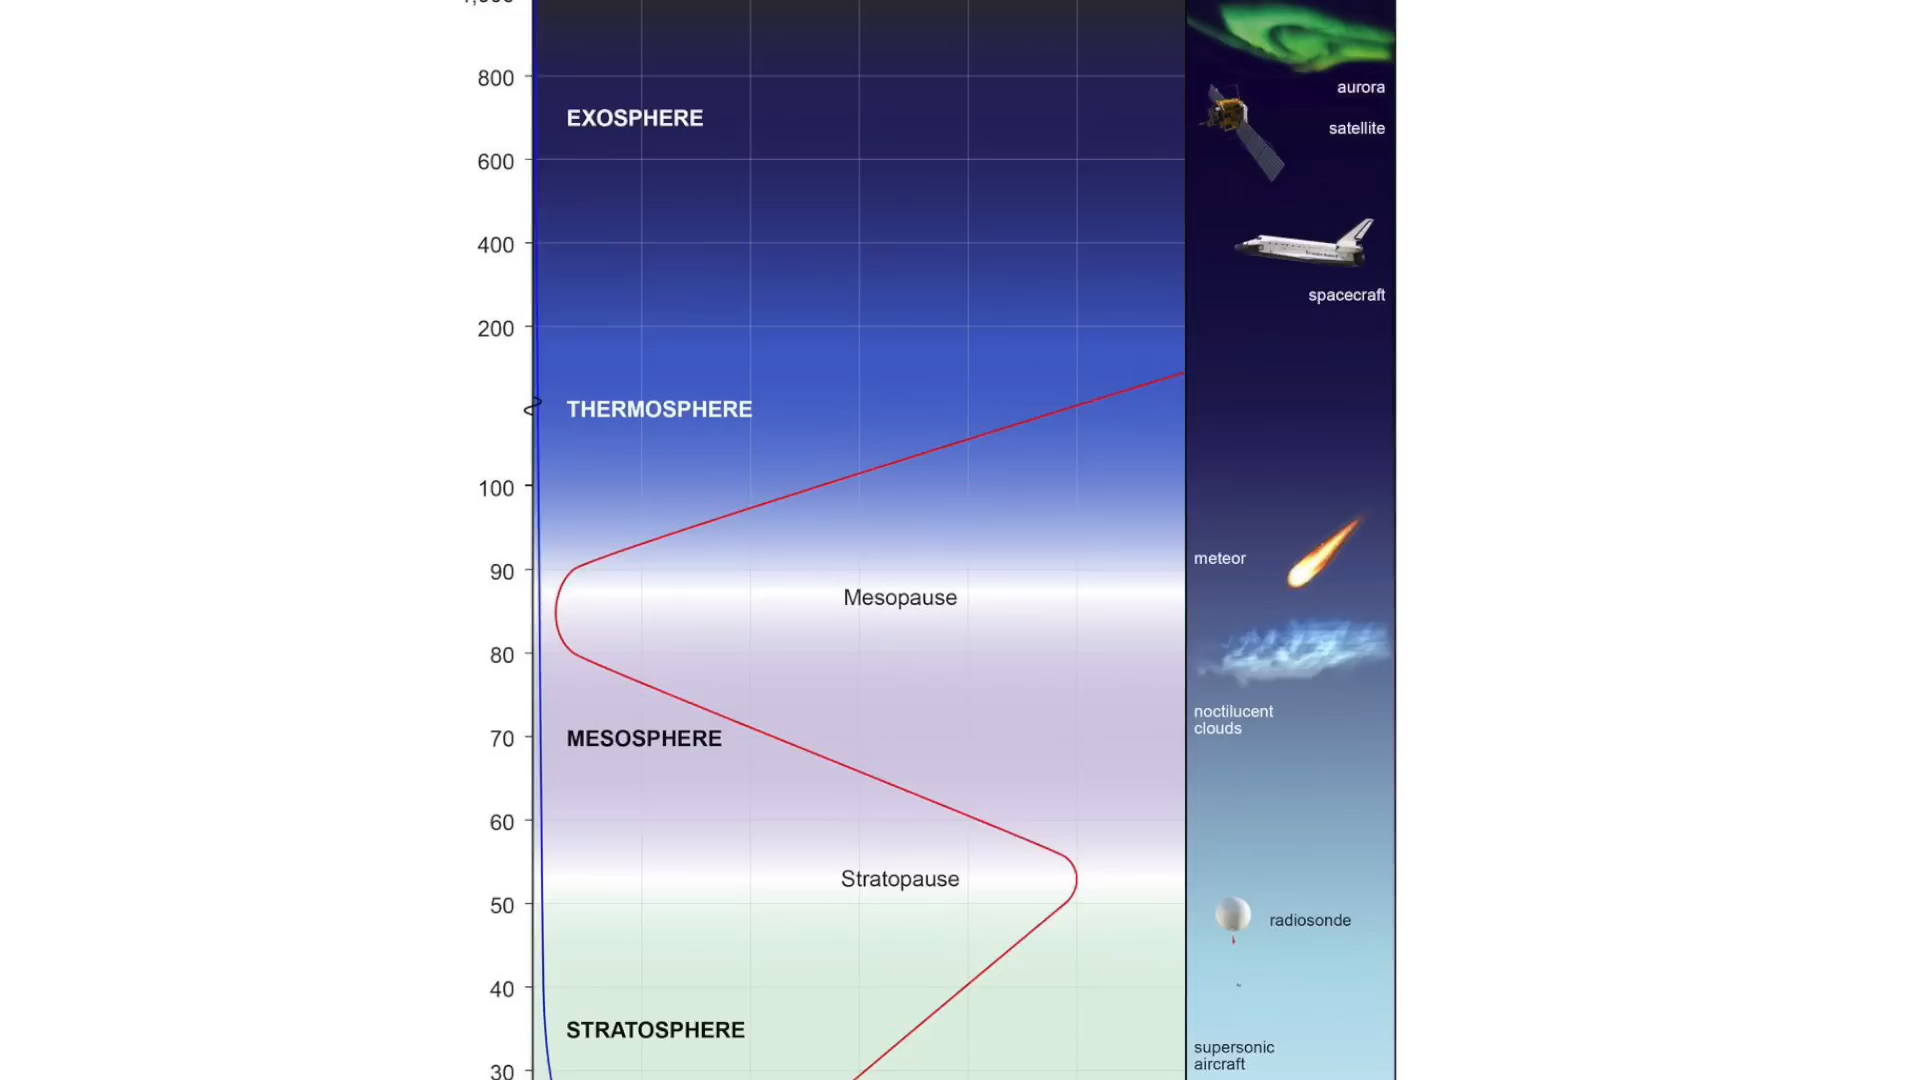 800
EXOSPHERE
aurora
satellite
600
400
spacecraft
200
THERMOSPHERE
100
meteor
90
Mesopause
80
noctilucent
clouds
70
MESOSPHERE
60
Stratopause
50
radiosonde
40
STRATOSPHERE
supersonic
aircraft
30